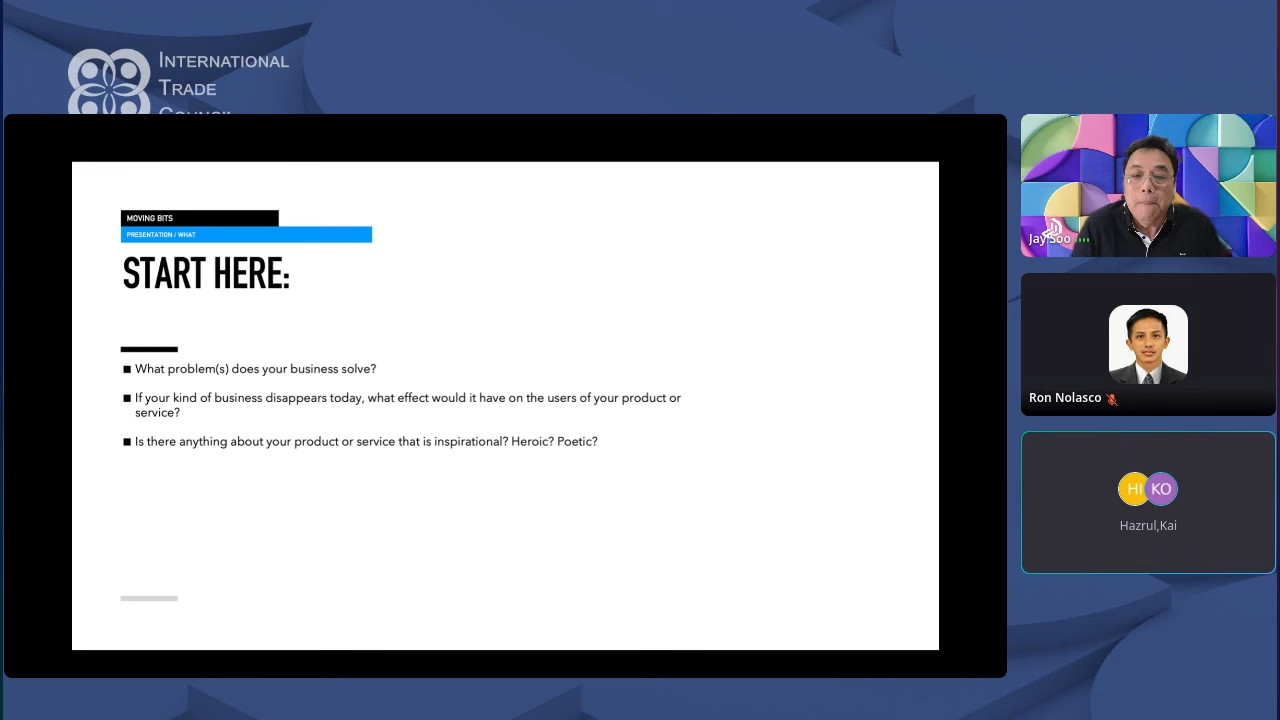 INTERNATIONAL
TRADE
COUNCIL
MOVING BITS
PRESENTATION / WHAT
START HERE:
■ What problem(s) does your business solve?
■ If your kind of business disappears today, what effect would it have on the users of your product or
service?
■ Is there anything about your product or service that is inspirational? Heroic? Poetic?
Jay Soo
Ron Nolasco
HI KO
Hazrul,Kai